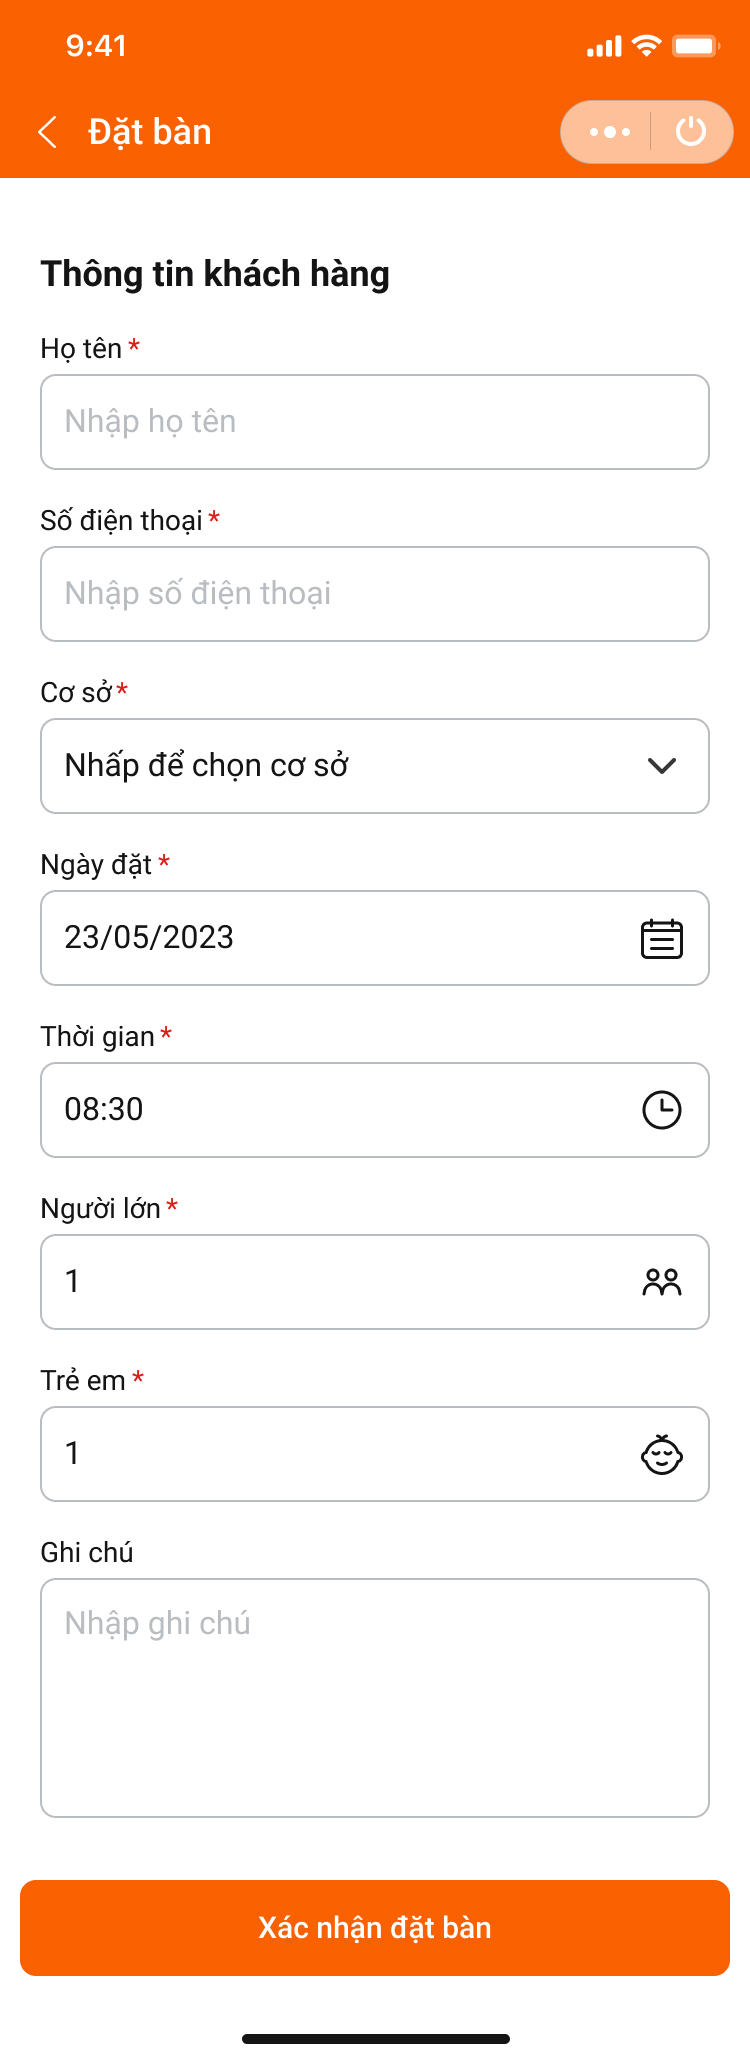 9:41
Đặt bàn
Thông tin khách hàng
Họ tên *
Nhập họ tên
Số điện thoại *
Nhập số điện thoại
Cơ sở *
Nhấp để chọn cơ sở
Ngày đặt *
23/05/2023
Thời gian *
08:30
Người lớn *
1
Trẻ em *
1
Ghi chú
Nhập ghi chú
Xác nhận đặt bàn